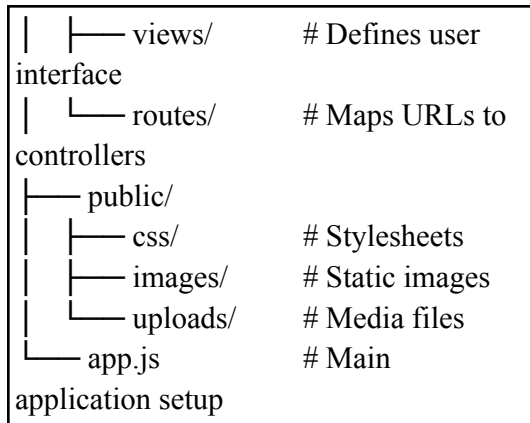 │   ├── views/          # Defines user
interface
│   └── routes/         # Maps URLs to
controllers
├── public/
│   ├── css/            # Stylesheets
│   ├── images/         # Static images
│   └── uploads/        # Media files
└── app.js              # Main
application setup